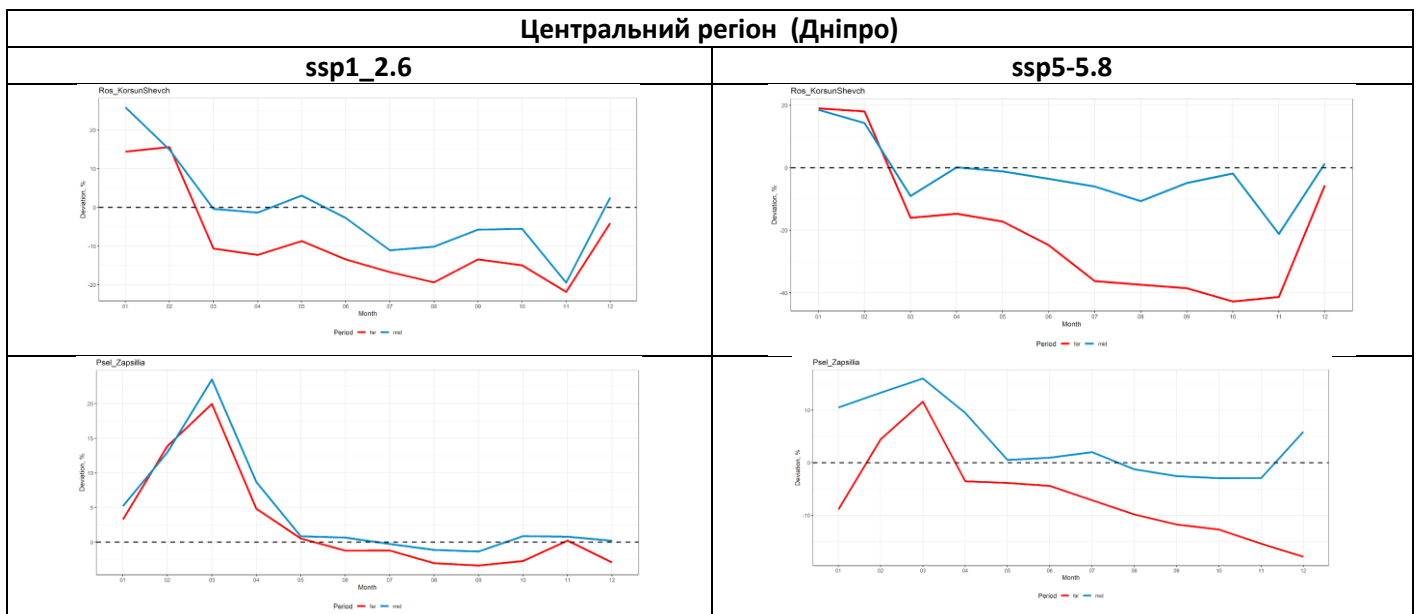 Центральний регіон (Дніпро)
ssp1_2.6
ssp5-5.8
Ros_KorsunShevch
Deviation, %
20
10
0
-10
-20
01 02 03 04 05 06 07 08 09 10 11 12
Month
Period far mid
Ros_KorsunShevch
Deviation, %
20
0
-20
-40
01 02 03 04 05 06 07 08 09 10 11 12
Month
Period far mid
Psel_Zapsillia
Deviation, %
20
15
10
5
0
01 02 03 04 05 06 07 08 09 10 11 12
Month
Period far mid
Psel_Zapsillia
Deviation, %
10
0
-10
01 02 03 04 05 06 07 08 09 10 11 12
Month
Period far mid